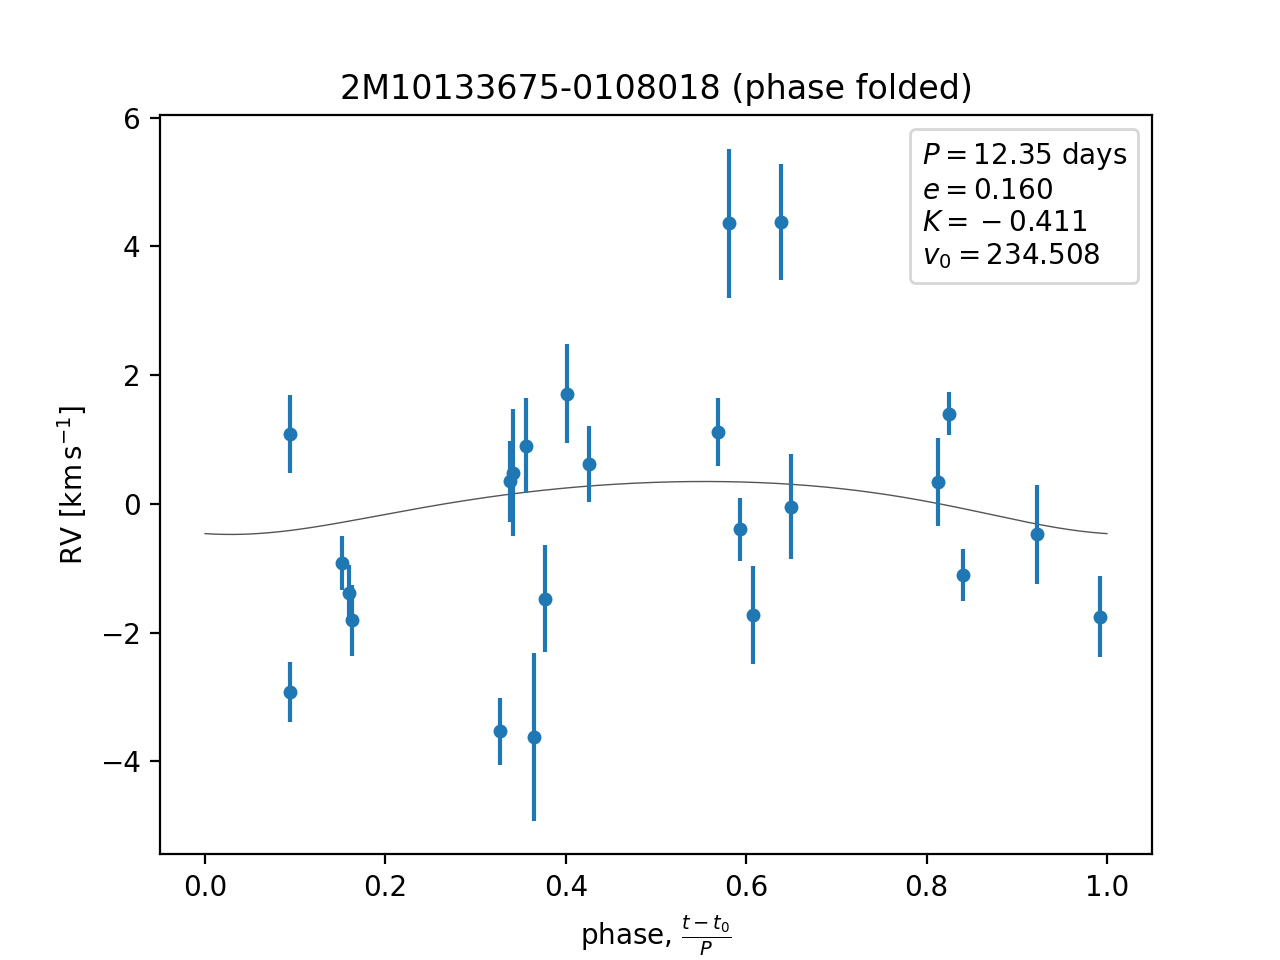 2M10133675-0108018 (phase folded)
P = 12.35 days
e = 0.160
K = −0.411
v₀ = 234.508
6
4
2
0
−2
−4
RV [km s⁻¹]
0.0 0.2 0.4 0.6 0.8 1.0
phase, (t − t₀)/P